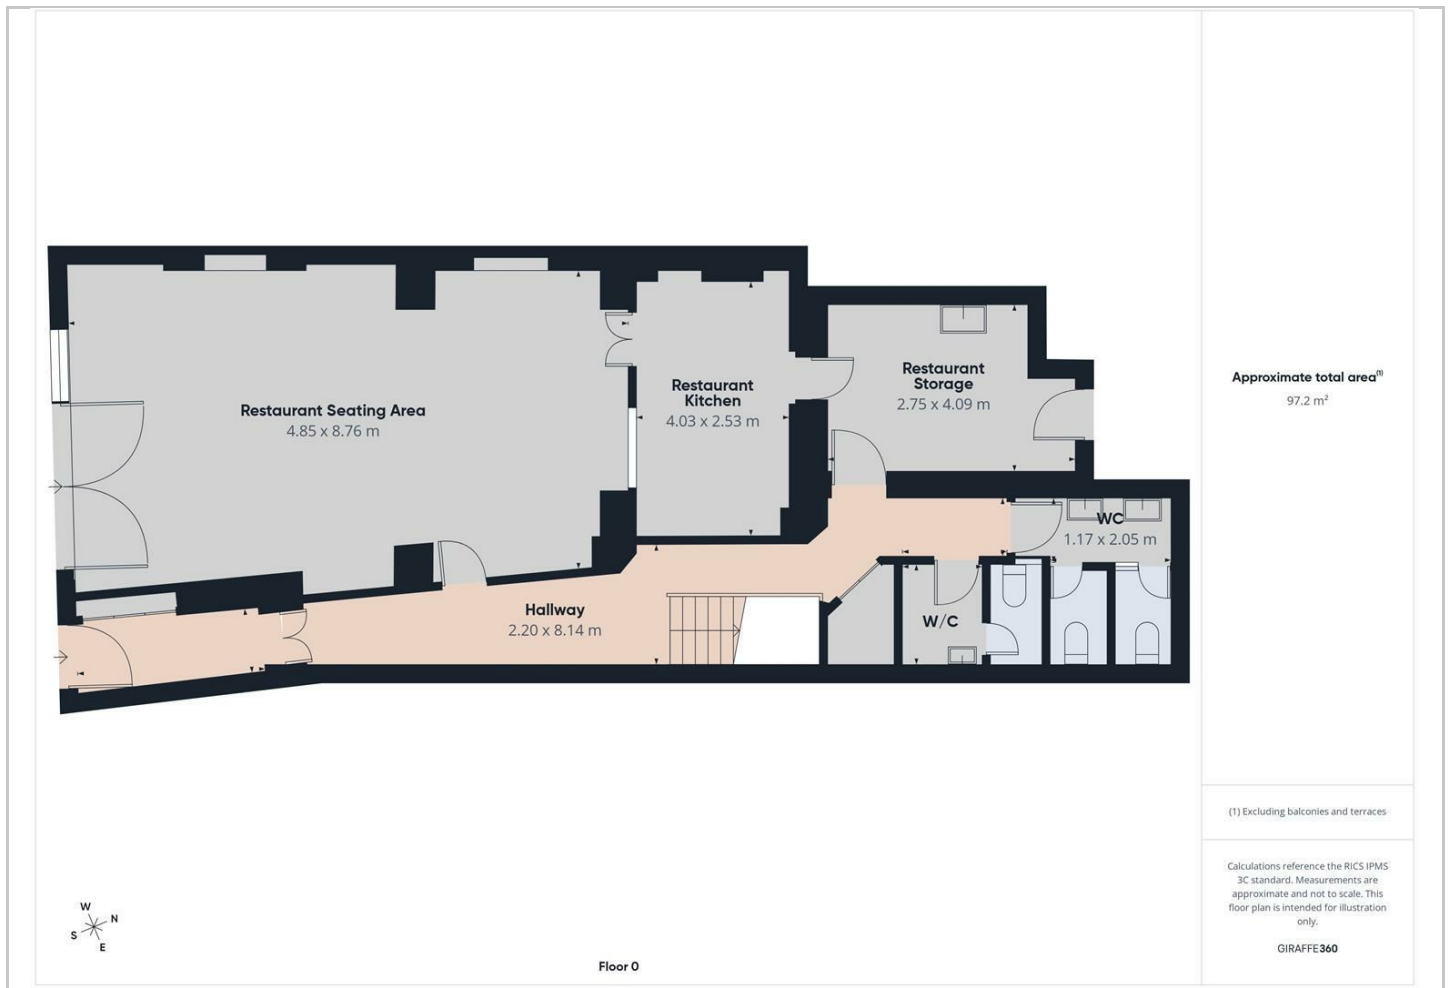 Restaurant Seating Area
4.85 x 8.76 m
Restaurant
Kitchen
4.03 x 2.53 m
Restaurant
Storage
2.75 x 4.09 m
WC
1.17 x 2.05 m
W/C
Hallway
2.20 x 8.14 m
Approximate total area(1)
97.2 m²
(1) Excluding balconies and terraces
Calculations reference the RICS IPMS
3C standard. Measurements are
approximate and not to scale. This
floor plan is intended for illustration
only.
GIRAFFE360
W
N
S
E
Floor 0